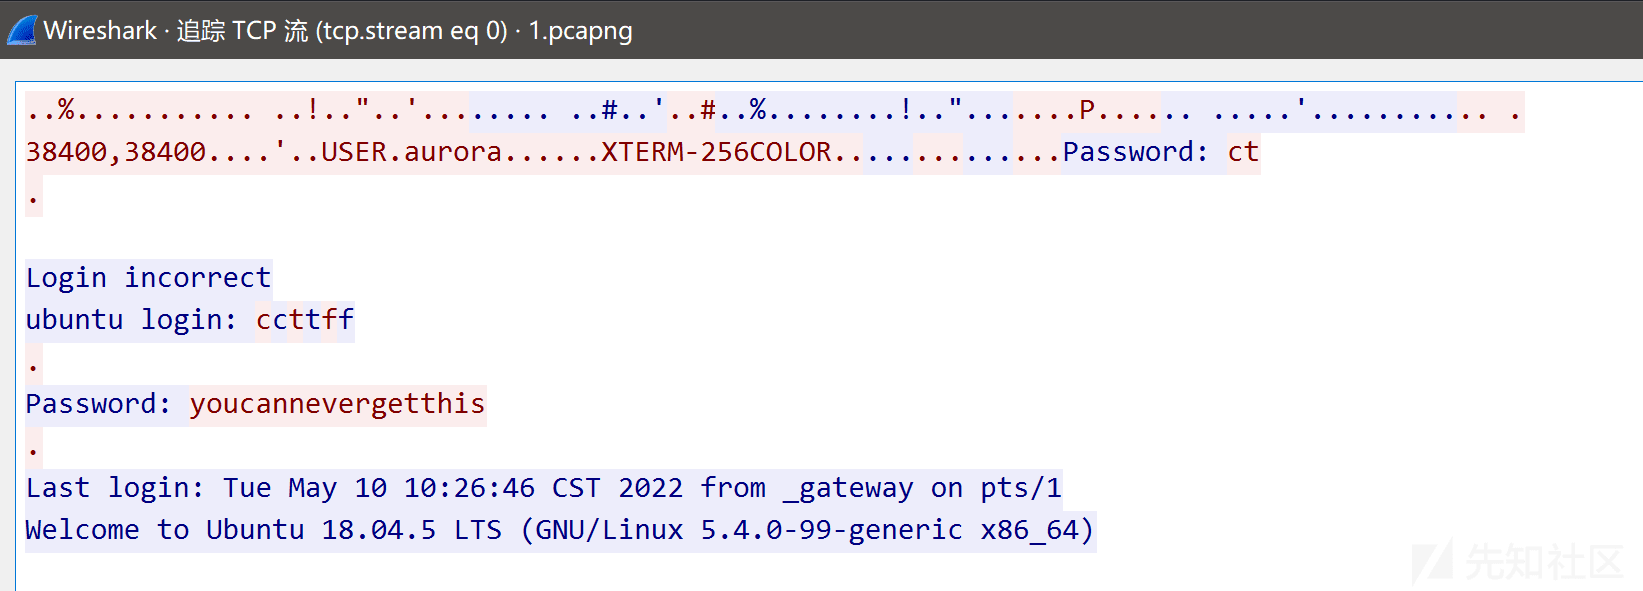 Wireshark · 追踪 TCP 流 (tcp.stream eq 0) · 1.pcapng
..%........... ..!.."..'......... ..#..'..#..%........!.."..........P...... .....'........... .
38400,38400....'..USER.aurora......XTERM-256COLOR..............Password: ct
.
Login incorrect
ubuntu login: ccttff
.
Password: youcannevergetthis
.
Last login: Tue May 10 10:26:46 CST 2022 from _gateway on pts/1
Welcome to Ubuntu 18.04.5 LTS (GNU/Linux 5.4.0-99-generic x86_64)
先知社区